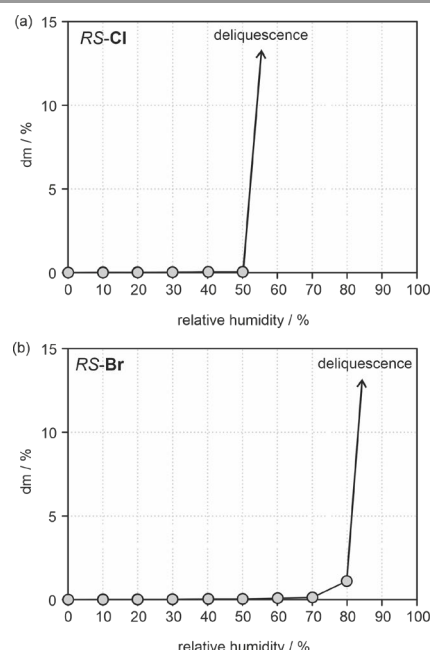 (a)
RS-Cl
deliquescence
15
10
5
0
dm / %
0 10 20 30 40 50 60 70 80 90 100
relative humidity / %
(b)
RS-Br
deliquescence
15
10
5
0
dm / %
0 10 20 30 40 50 60 70 80 90 100
relative humidity / %